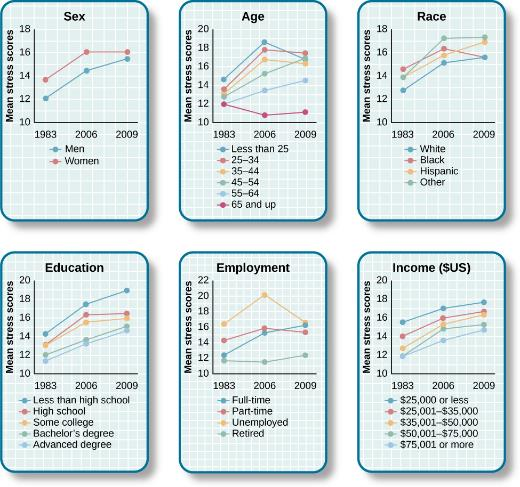 Sex
Mean stress scores
18
16
14
12
10
1983 2006 2009
Men
Women
Age
Mean stress scores
20
18
16
14
12
10
1983 2006 2009
Less than 25
25–34
35–44
45–54
55–64
65 and up
Race
Mean stress scores
18
16
14
12
10
1983 2006 2009
White
Black
Hispanic
Other
Education
Mean stress scores
20
18
16
14
12
10
1983 2006 2009
Less than high school
High school
Some college
Bachelor's degree
Advanced degree
Employment
Mean stress scores
22
20
18
16
14
12
10
1983 2006 2009
Full-time
Part-time
Unemployed
Retired
Income ($US)
Mean stress scores
20
18
16
14
12
10
1983 2006 2009
$25,000 or less
$25,001–$35,000
$35,001–$50,000
$50,001–$75,000
$75,001 or more